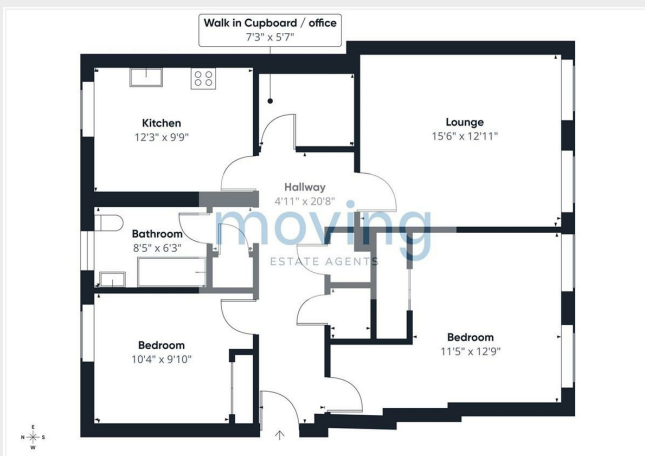 Walk in Cupboard / office
7'3" x 5'7"
Kitchen
12'3" x 9'9"
Lounge
15'6" x 12'11"
Hallway
4'11" x 20'8"
moving
ESTATE AGENTS
Bathroom
8'5" x 6'3"
Bedroom
10'4" x 9'10"
Bedroom
11'5" x 12'9"
E
N
S
W